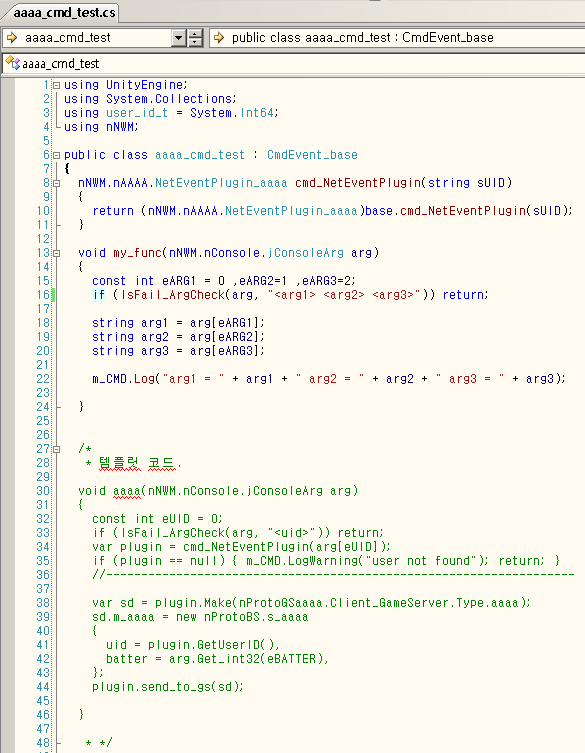 aaaa_cmd_test.cs
aaaa_cmd_test
public class aaaa_cmd_test : CmdEvent_base
aaaa_cmd_test
1 using UnityEngine;
2 using System.Collections;
3 using user_id_t = System.Int64;
4 using nNWM;
5
6 public class aaaa_cmd_test : CmdEvent_base
7 {
8 nNWM.nAAAA.NetEventPlugin_aaaa cmd_NetEventPlugin(string sUID)
9 {
10 return (nNWM.nAAAA.NetEventPlugin_aaaa)base.cmd_NetEventPlugin(sUID);
11 }
12
13 void my_func(nNWM.nConsole.jConsoleArg arg)
14 {
15 const int eARG1 = 0 ,eARG2=1 ,eARG3=2;
16 if (IsFail_ArgCheck(arg, "<arg1> <arg2> <arg3>")) return;
17
18 string arg1 = arg[eARG1];
19 string arg2 = arg[eARG2];
20 string arg3 = arg[eARG3];
21
22 m_CMD.Log("arg1 = " + arg1 + " arg2 = " + arg2 + " arg3 = " + arg3);
23
24 }
25
26
27 /*
28 * 템플릿 코드.
29
30 void aaaa(nNWM.nConsole.jConsoleArg arg)
31 {
32 const int eUID = 0;
33 if (IsFail_ArgCheck(arg, "<uid>")) return;
34 var plugin = cmd_NetEventPlugin(arg[eUID]);
35 if (plugin == null) { m_CMD.LogWarning("user not found"); return; }
36 //-------------------------------------------------------------------
37
38 var sd = plugin.Make(nProtoGSaaaa.Client_GameServer.Type.aaaa);
39 sd.m_aaaa = new nProtoBS.s_aaaa
40 {
41 uid = plugin.GetUserID(),
42 batter = arg.Get_int32(eBATTER),
43 };
44 plugin.send_to_gs(sd);
45
46 }
47
48 * */